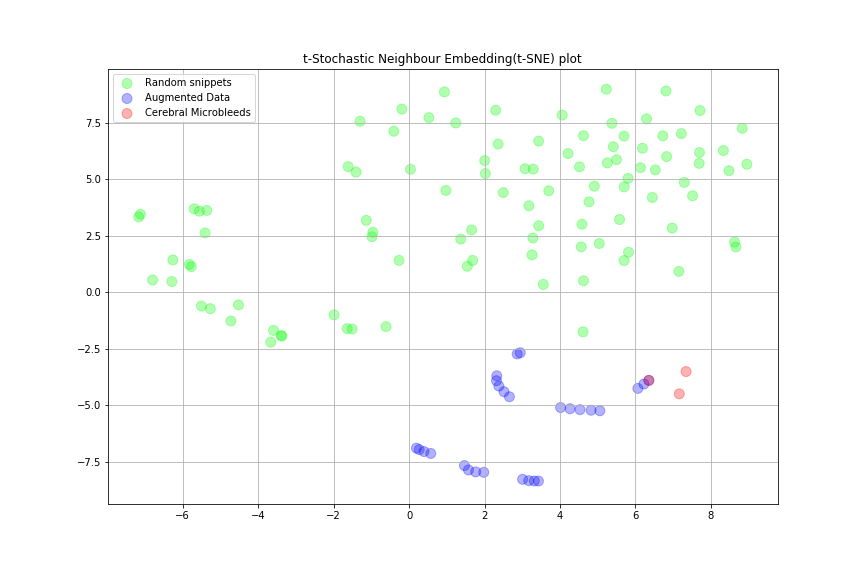 t-Stochastic Neighbour Embedding(t-SNE) plot
Random snippets
Augmented Data
Cerebral Microbleeds
7.5
5.0
2.5
0.0
−2.5
−5.0
−7.5
−6 −4 −2 0 2 4 6 8